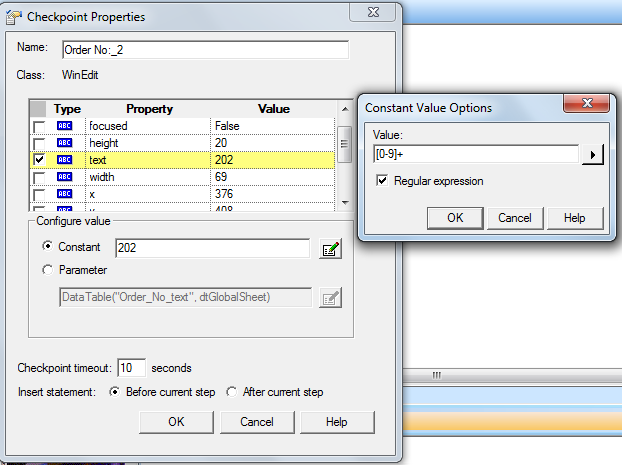 Checkpoint Properties
Name: Order No:_2
Class: WinEdit
Type Property Value
ABC focused False
ABC height 20
ABC text 202
ABC width 69
ABC x 376
Configure value
Constant 202
Parameter
DataTable("Order_No_text", dtGlobalSheet)
Checkpoint timeout: 10 seconds
Insert statement: Before current step After current step
OK Cancel Help
Constant Value Options
Value:
[0-9]+
Regular expression
OK Cancel Help